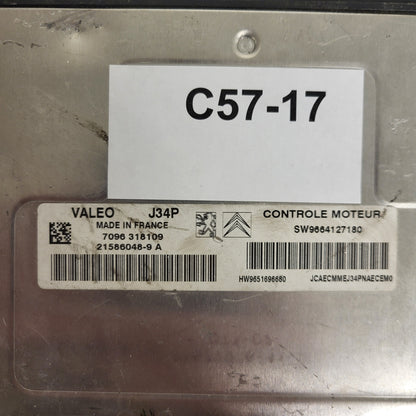 C57-17
VALEO J34P
MADE IN FRANCE
7096 318109
21586048-9 A
CONTROLE MOTEUR
SW9664127180
HW9651696680
JCAECMMEJ34PNAECEM0